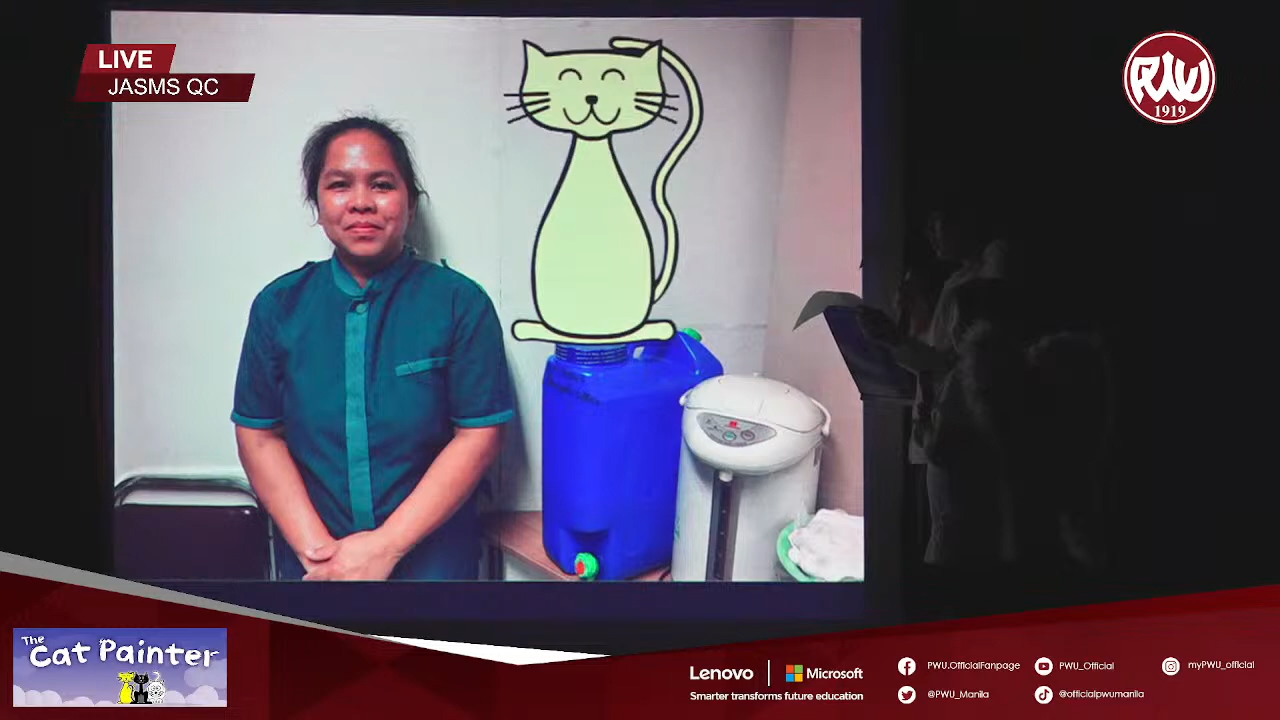 LIVE
JASMS QC
PWU
1919
The
Cat Painter
Lenovo
Microsoft
Smarter transforms future education
PWU.OfficialFanpage
PWU_Official
myPWU_official
@PWU_Manila
@officialpwumanila